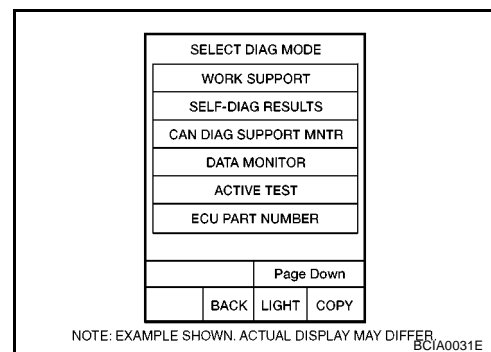 SELECT DIAG MODE
WORK SUPPORT
SELF-DIAG RESULTS
CAN DIAG SUPPORT MNTR
DATA MONITOR
ACTIVE TEST
ECU PART NUMBER
Page Down
BACK LIGHT COPY
NOTE: EXAMPLE SHOWN. ACTUAL DISPLAY MAY DIFFER.
BCIA0031E